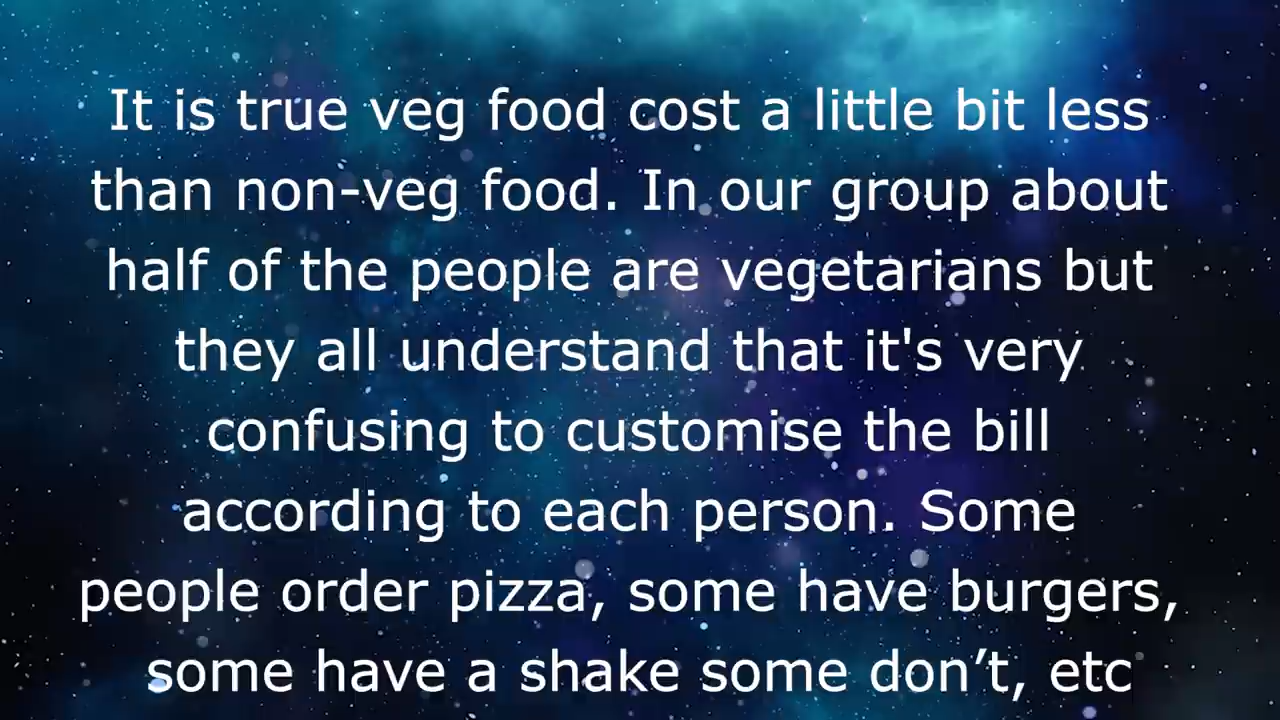 It is true veg food cost a little bit less
than non-veg food. In our group about
half of the people are vegetarians but
they all understand that it's very
confusing to customise the bill
according to each person. Some
people order pizza, some have burgers,
some have a shake some don’t, etc